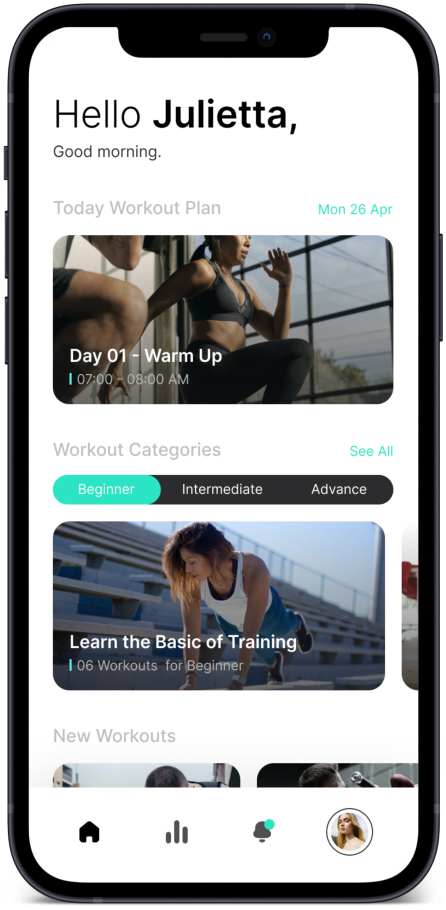 Hello Julietta,
Good morning.
Today Workout Plan
Mon 26 Apr
Day 01 - Warm Up
07:00 - 08:00 AM
Workout Categories
See All
Beginner
Intermediate
Advance
Learn the Basic of Training
06 Workouts for Beginner
New Workouts